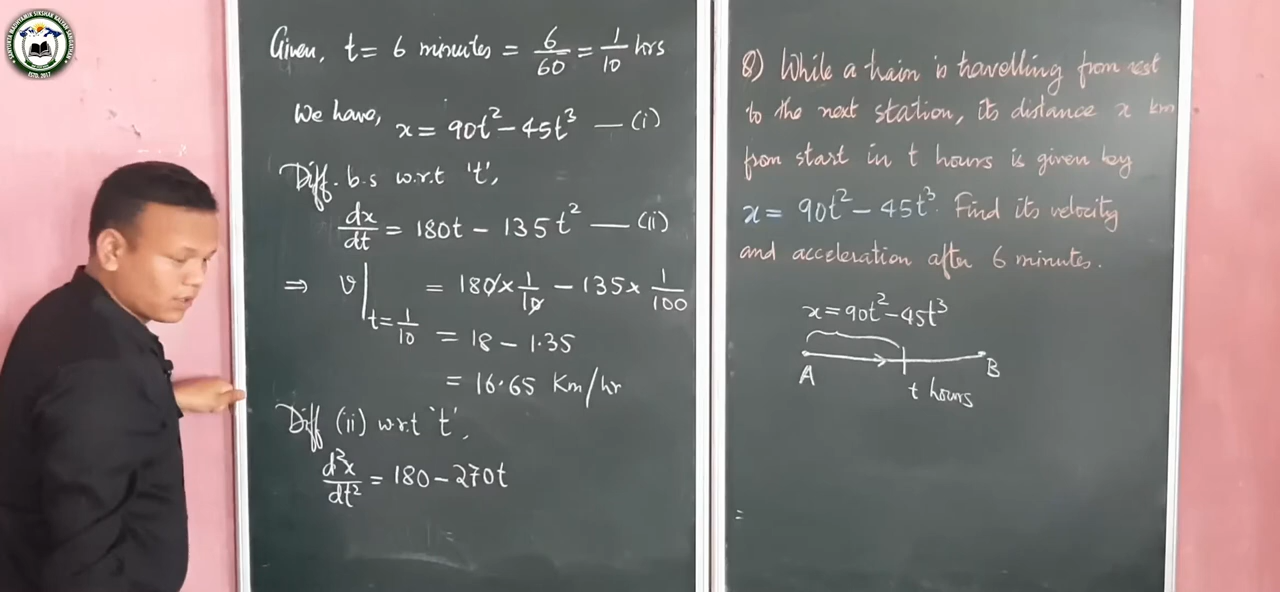 Given, t = 6 minutes = 6/60 = 1/10 hrs
We have, x = 90t² - 45t³ — (i)
Diff. b.s w.r.t 't',
dx/dt = 180t - 135t² — (ii)
⇒ v|t=1/10 = 180 × 1/10 - 135 × 1/100
= 18 - 1.35
= 16.65 Km/hr
Diff (ii) w.r.t 't',
d²x/dt² = 180 - 270t
Q) While a train is travelling from rest
to the next station, its distance x km
from start in t hours is given by
x = 90t² - 45t³. Find its velocity
and acceleration after 6 minutes.
x = 90t² - 45t³
A B
t hours
=
ESTD. 2017